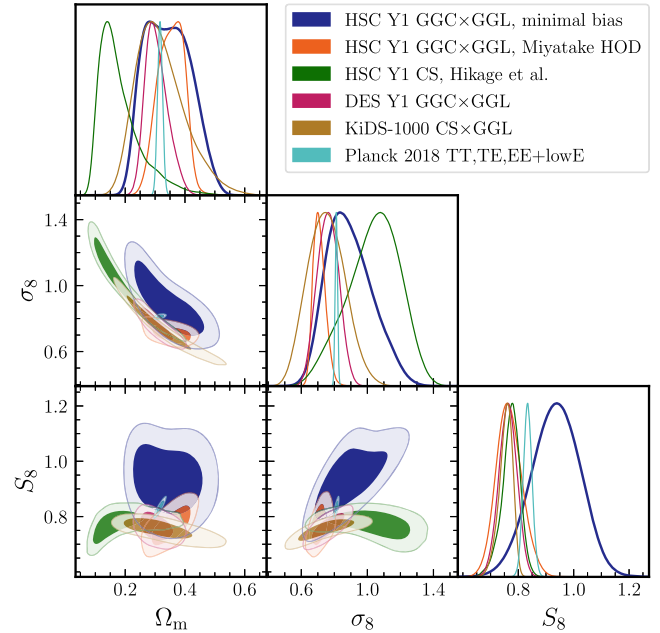 HSC Y1 GGC×GGL, minimal bias
HSC Y1 GGC×GGL, Miyatake HOD
HSC Y1 CS, Hikage et al.
DES Y1 GGC×GGL
KiDS-1000 CS×GGL
Planck 2018 TT,TE,EE+lowE
1.4
1.0
0.6
σ₈
1.2
1.0
0.8
S₈
0.2 0.4 0.6
0.6 1.0 1.4
0.8 1.0 1.2
Ωₘ
σ₈
S₈